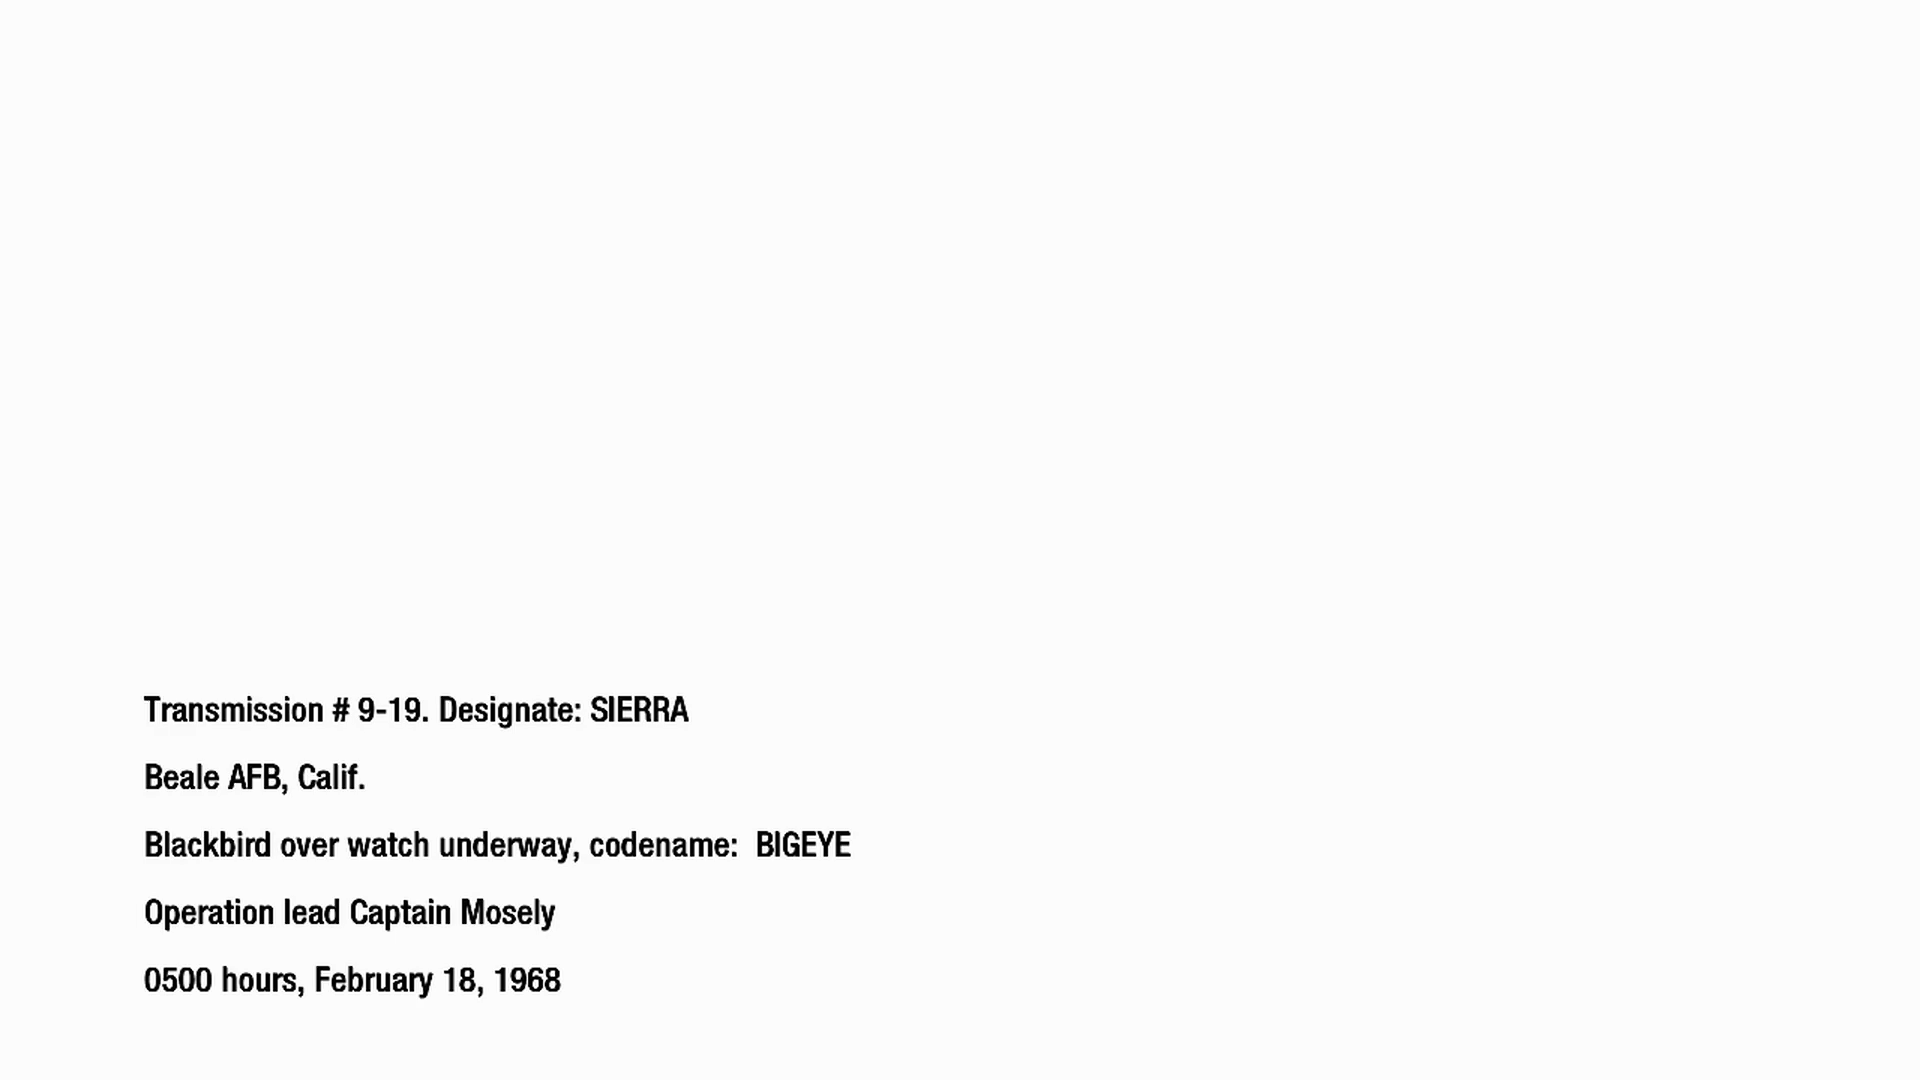 Transmission # 9-19. Designate: SIERRA
Beale AFB, Calif.
Blackbird over watch underway, codename:  BIGEYE
Operation lead Captain Mosely
0500 hours, February 18, 1968